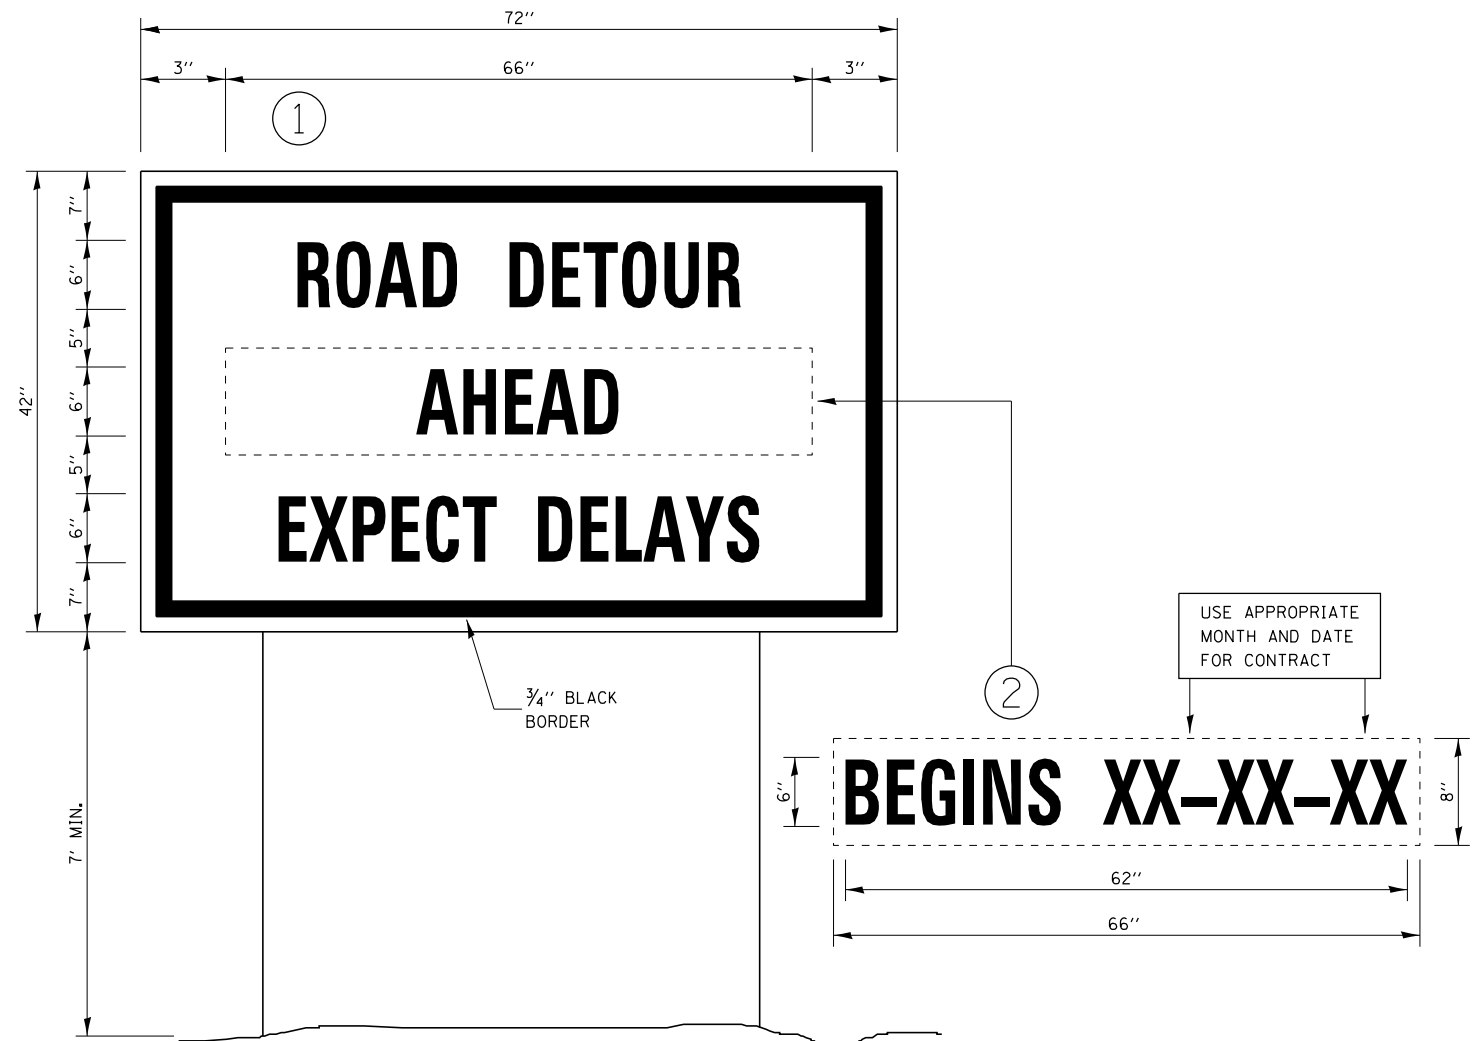 72''
3'' 66'' 3''
1
7''
6''
5''
6''
5''
6''
7''
42''
7' MIN.
ROAD DETOUR
AHEAD
EXPECT DELAYS
3/4'' BLACK
BORDER
2
USE APPROPRIATE
MONTH AND DATE
FOR CONTRACT
6''
BEGINS XX-XX-XX
8''
62''
66''